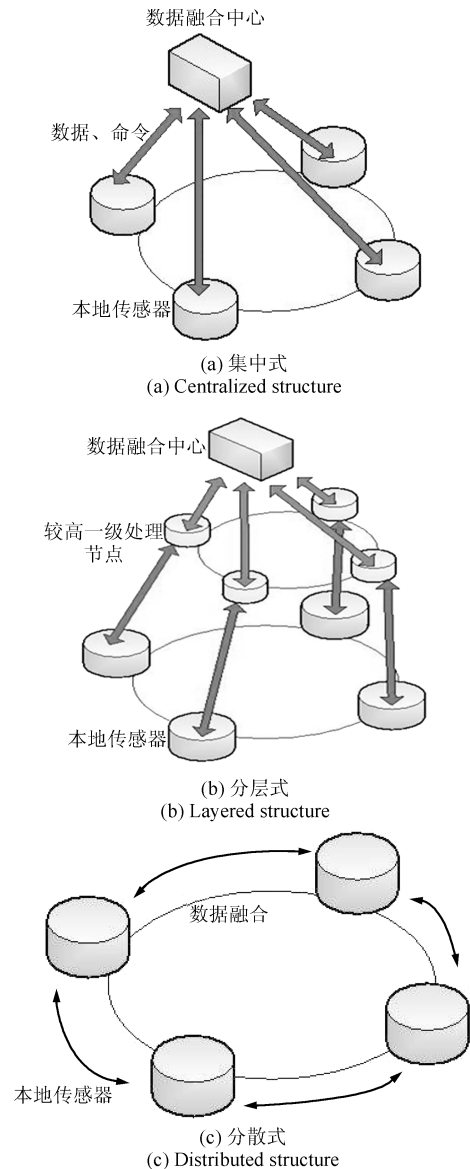 数据融合中心
数据、命令
本地传感器
(a) 集中式
(a) Centralized structure
数据融合中心
较高一级处理
节点
本地传感器
(b) 分层式
(b) Layered structure
数据融合
本地传感器
(c) 分散式
(c) Distributed structure